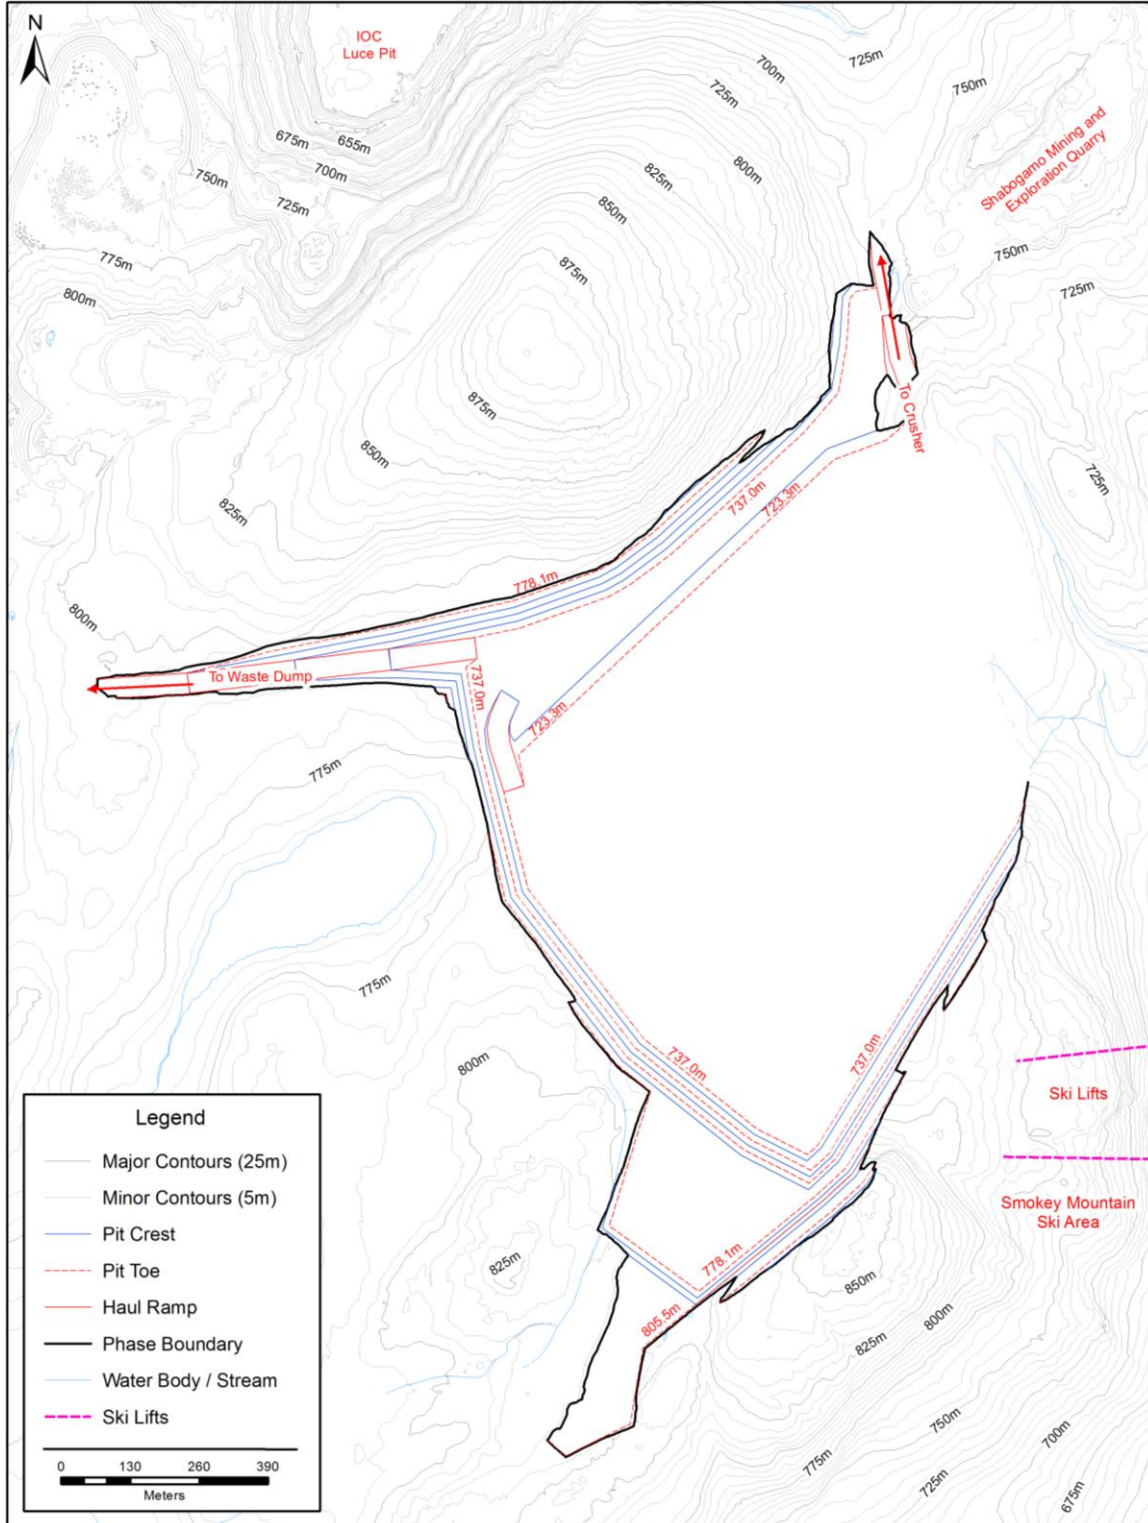 N
IOC
Luce Pit
700m
725m
725m
750m
675m
655m
700m
750m
725m
825m
800m
Shabogamo Mining and
Exploration Quarry
850m
775m
875m
750m
725m
800m
To Crusher
875m
850m
725m
825m
737.0m
723.3m
778.1m
800m
To Waste Dump
737.0m
723.3m
775m
775m
800m
737.0m
737.0m
Ski Lifts
Smokey Mountain
Ski Area
825m
778.1m
850m
805.5m
800m
825m
750m
700m
775m
725m
675m
Legend
Major Contours (25m)
Minor Contours (5m)
Pit Crest
Pit Toe
Haul Ramp
Phase Boundary
Water Body / Stream
Ski Lifts
0 130 260 390
Meters